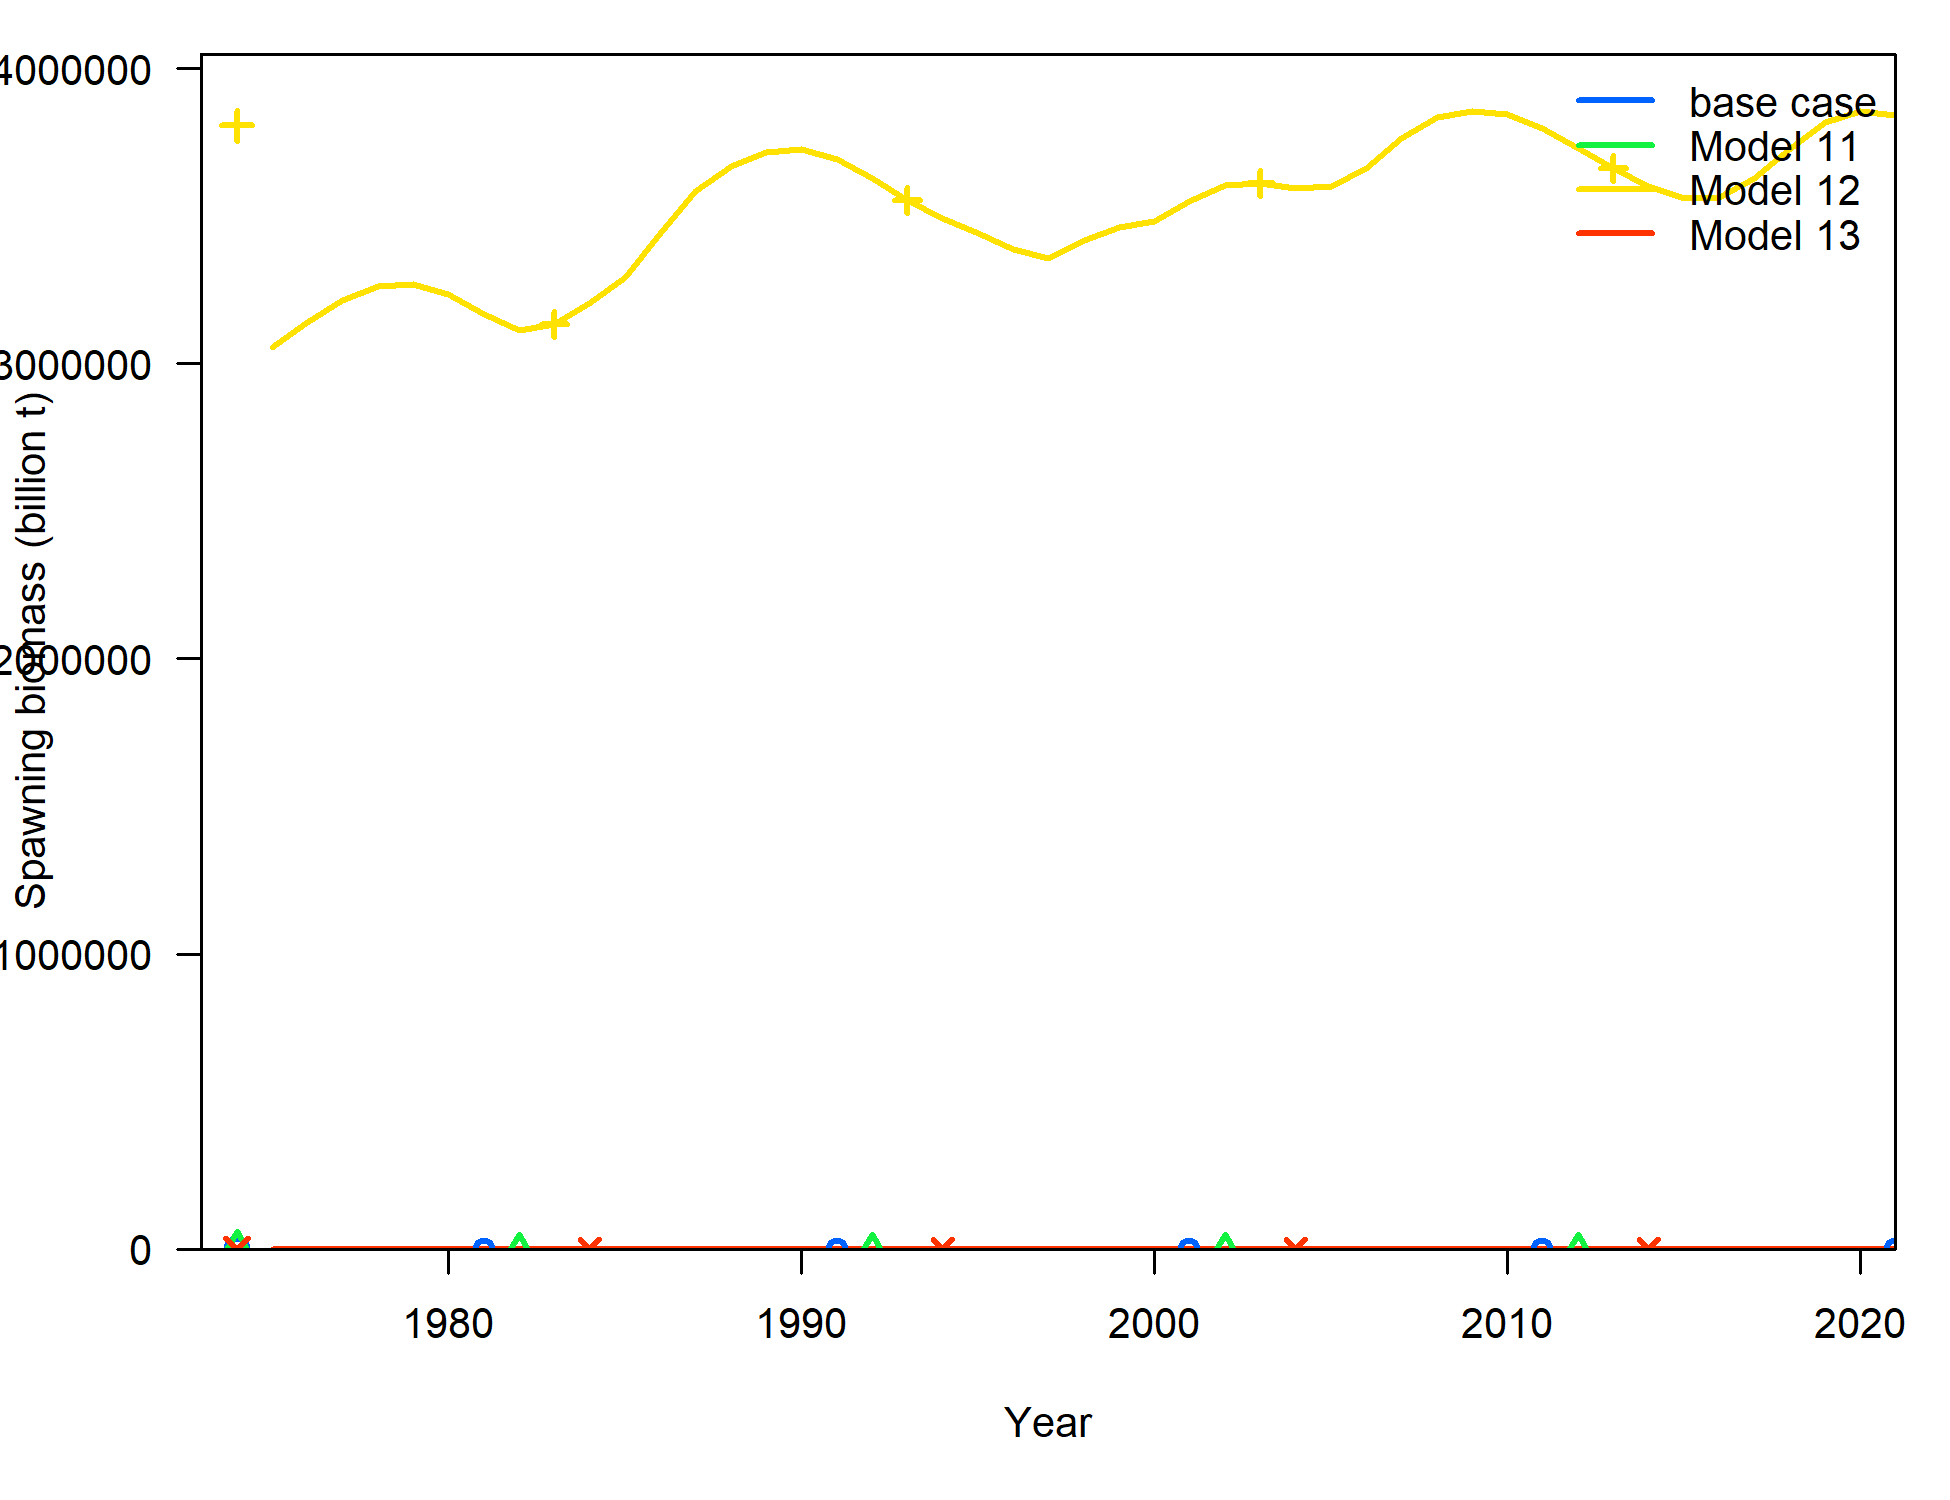 Spawning biomass (billion t)
4000000
3000000
2000000
1000000
0
base case
Model 11
Model 12
Model 13
1980 1990 2000 2010 2020
Year